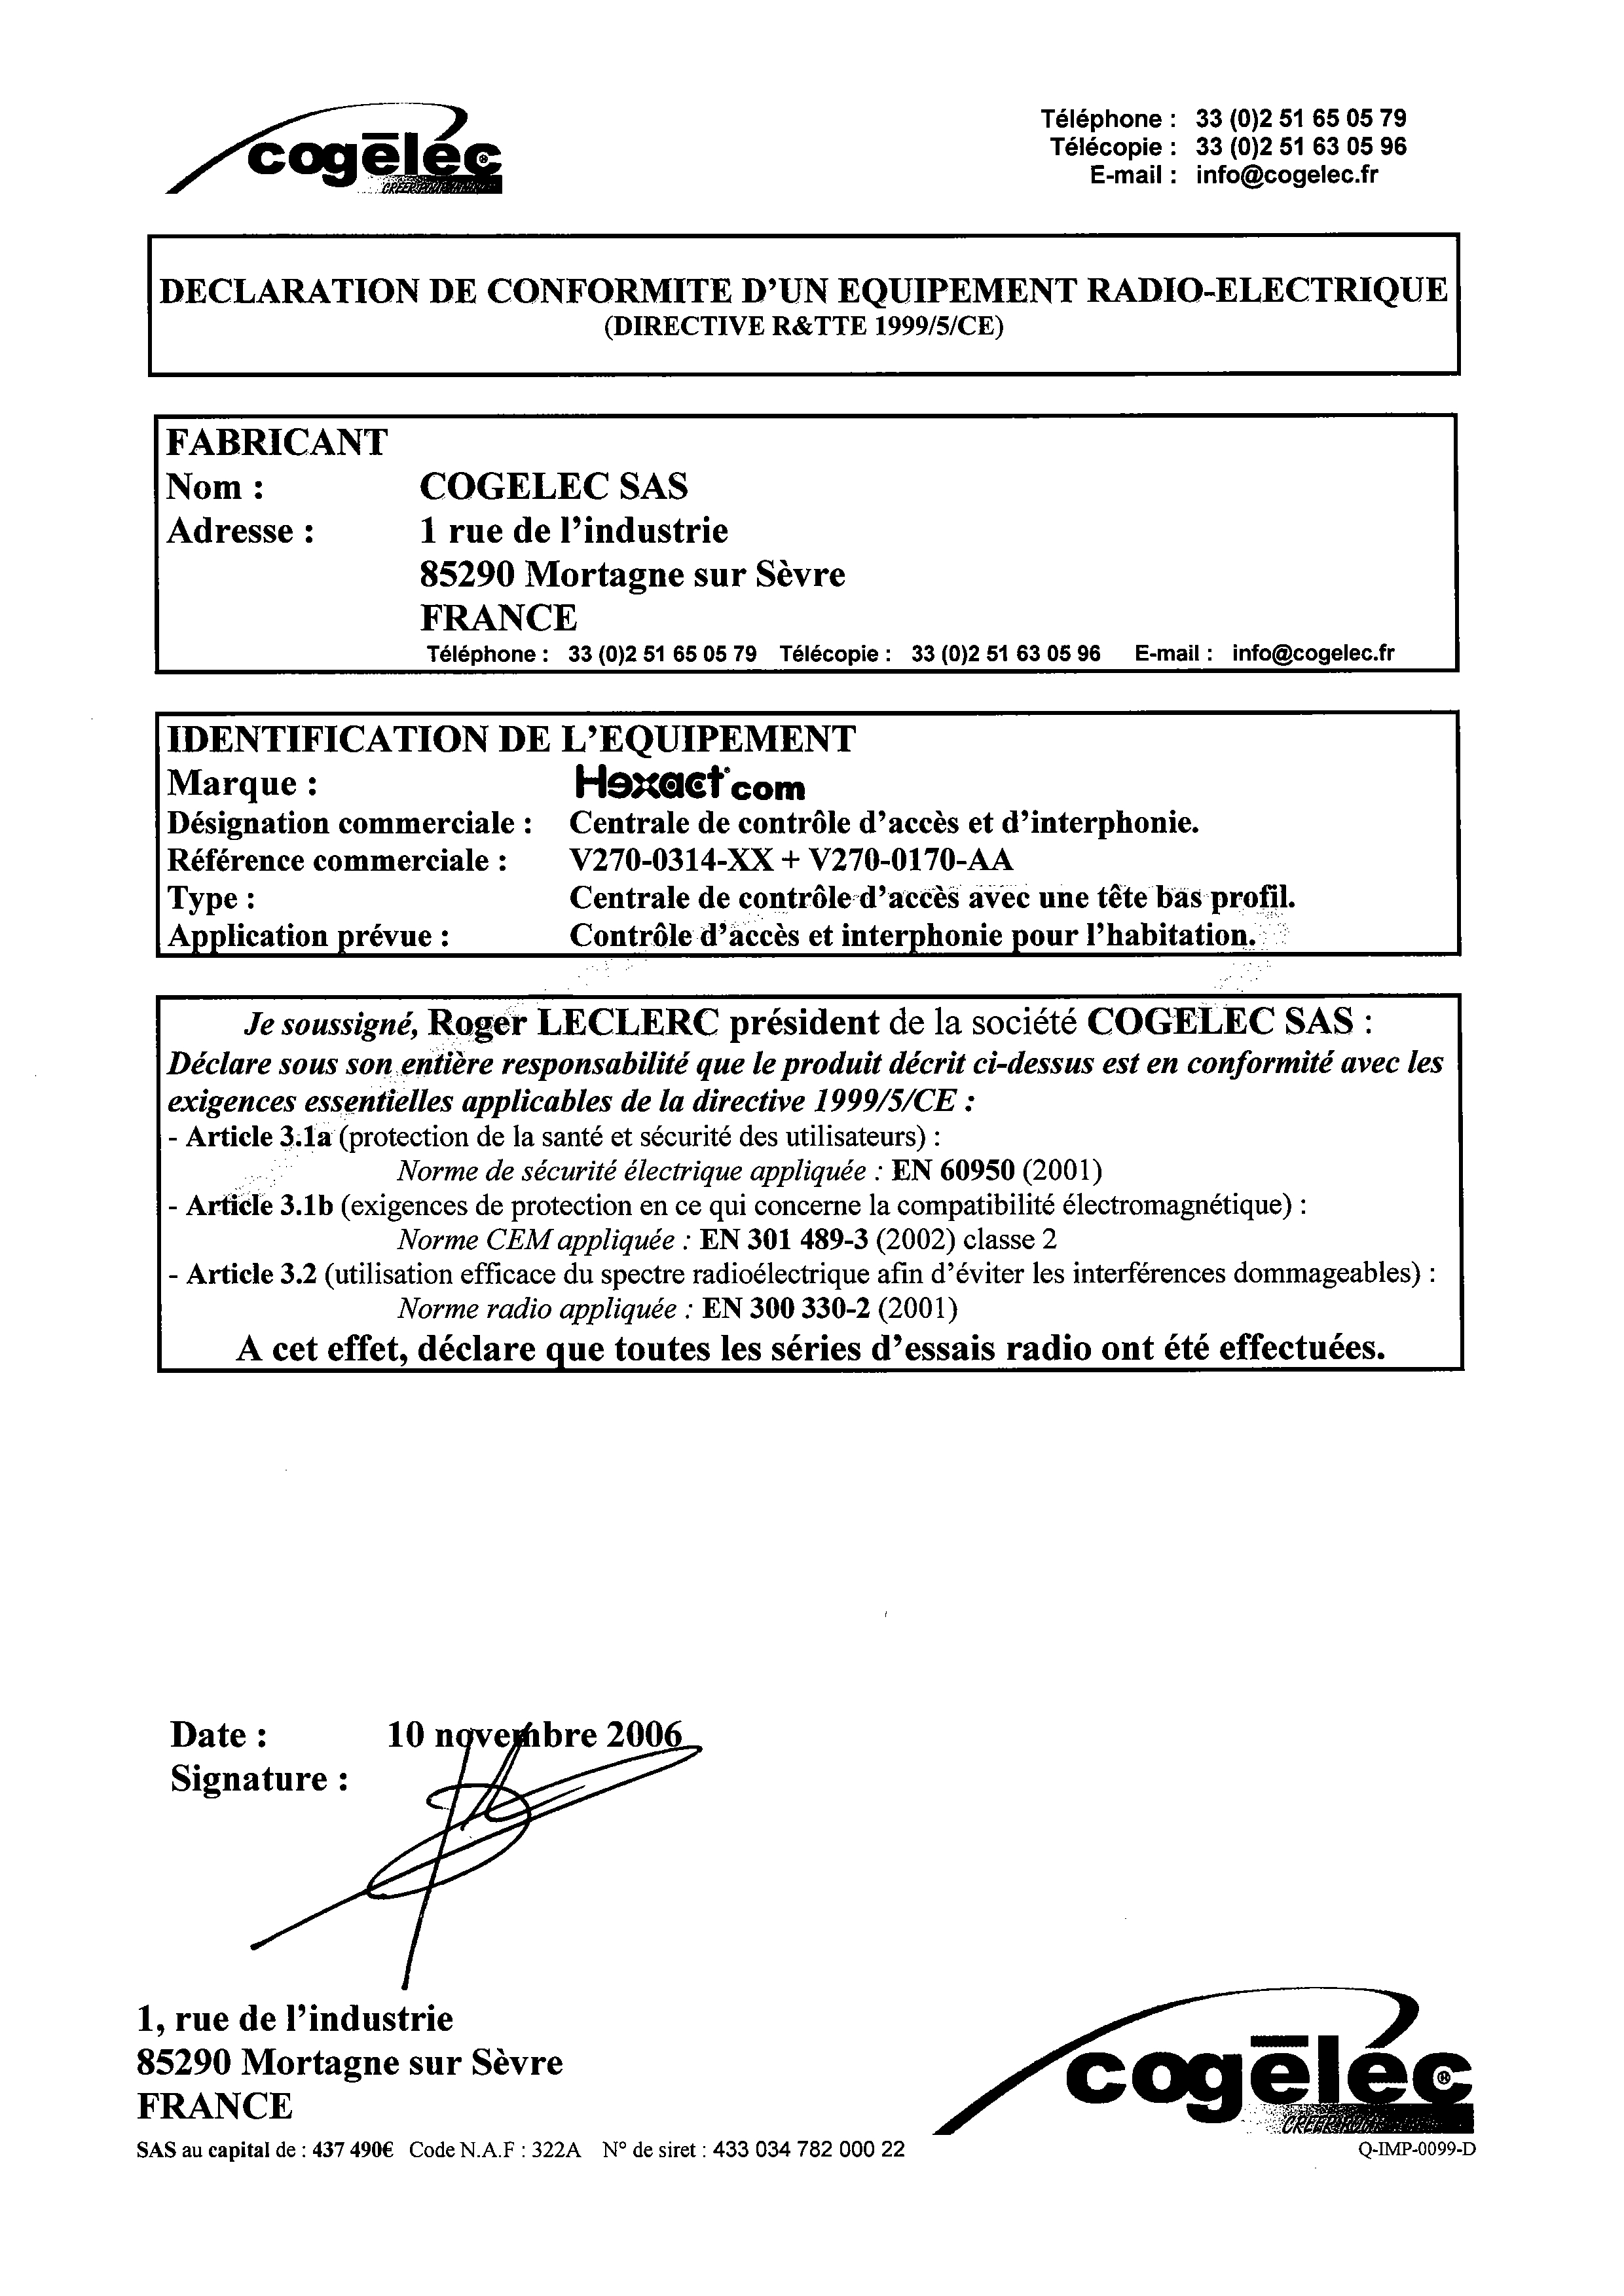 cogélec®
Téléphone : 33 (0)2 51 65 05 79
Télécopie : 33 (0)2 51 63 05 96
E-mail : info@cogelec.fr
DECLARATION DE CONFORMITE D'UN EQUIPEMENT RADIO-ELECTRIQUE
(DIRECTIVE R&TTE 1999/5/CE)
FABRICANT
Nom : COGELEC SAS
Adresse : 1 rue de l'industrie
85290 Mortagne sur Sèvre
FRANCE
Téléphone : 33 (0)2 51 65 05 79 Télécopie : 33 (0)2 51 63 05 96 E-mail : info@cogelec.fr
IDENTIFICATION DE L'EQUIPEMENT
Marque : Hexact com
Désignation commerciale : Centrale de contrôle d'accès et d'interphonie.
Référence commerciale : V270-0314-XX + V270-0170-AA
Type : Centrale de contrôle d'accès avec une tête bas profil.
Application prévue : Contrôle d'accès et interphonie pour l'habitation.
Je soussigné, Roger LECLERC président de la société COGELEC SAS :
Déclare sous son entière responsabilité que le produit décrit ci-dessus est en conformité avec les
exigences essentielles applicables de la directive 1999/5/CE :
- Article 3.1a (protection de la santé et sécurité des utilisateurs) :
Norme de sécurité électrique appliquée : EN 60950 (2001)
- Article 3.1b (exigences de protection en ce qui concerne la compatibilité électromagnétique) :
Norme CEM appliquée : EN 301 489-3 (2002) classe 2
- Article 3.2 (utilisation efficace du spectre radioélectrique afin d'éviter les interférences dommageables) :
Norme radio appliquée : EN 300 330-2 (2001)
A cet effet, déclare que toutes les séries d'essais radio ont été effectuées.
Date : 10 novembre 2006
Signature :
1, rue de l'industrie
85290 Mortagne sur Sèvre
FRANCE
cogélec®
SAS au capital de : 437 490€ Code N.A.F : 322A N° de siret : 433 034 782 000 22
Q-IMP-0099-D